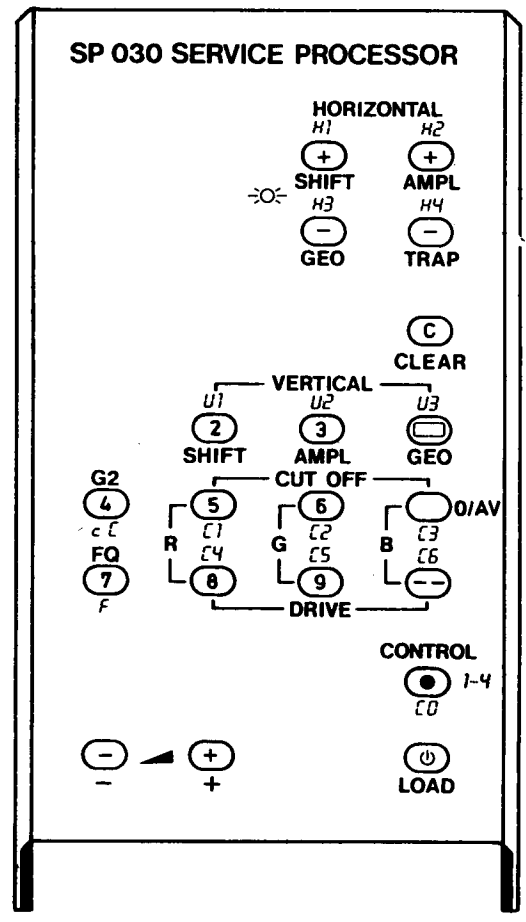 SP 030 SERVICE PROCESSOR
HORIZONTAL
H1 H2
+ +
SHIFT AMPL
H3 H4
- -
GEO TRAP
C
CLEAR
VERTICAL
U1 U2 U3
2 3
SHIFT AMPL GEO
G2 CUT OFF
4 5 6 0/AV
c C C1 C2 C3
R G B
FQ C4 C5 C6
7 8 9 --
F DRIVE
CONTROL
1-4
C0
- +
- + LOAD